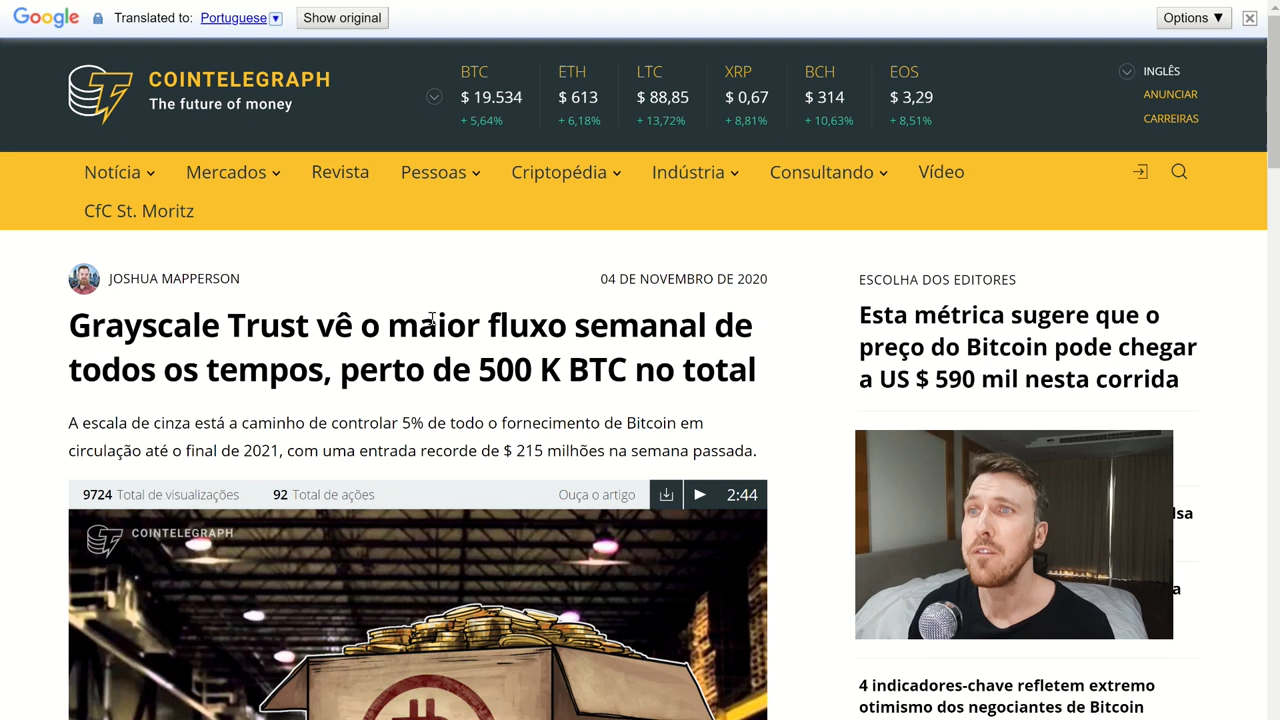 Google Translated to: Portuguese ▼ Show original Options ▼
COINTELEGRAPH
The future of money
BTC ETH LTC XRP BCH EOS
$ 19.534 $ 613 $ 88,85 $ 0,67 $ 314 $ 3,29
+ 5,64% + 6,18% + 13,72% + 8,81% + 10,63% + 8,51%
INGLÊS
ANUNCIAR
CARREIRAS
Notícia Mercados Revista Pessoas Criptopédia Indústria Consultando Vídeo
CfC St. Moritz
JOSHUA MAPPERSON 04 DE NOVEMBRO DE 2020
Grayscale Trust vê o maior fluxo semanal de
todos os tempos, perto de 500 K BTC no total
A escala de cinza está a caminho de controlar 5% de todo o fornecimento de Bitcoin em
circulação até o final de 2021, com uma entrada recorde de $ 215 milhões na semana passada.
9724 Total de visualizações 92 Total de ações Ouça o artigo 2:44
COINTELEGRAPH
ESCOLHA DOS EDITORES
Esta métrica sugere que o
preço do Bitcoin pode chegar
a US $ 590 mil nesta corrida
lsa
a
4 indicadores-chave refletem extremo
otimismo dos negociantes de Bitcoin